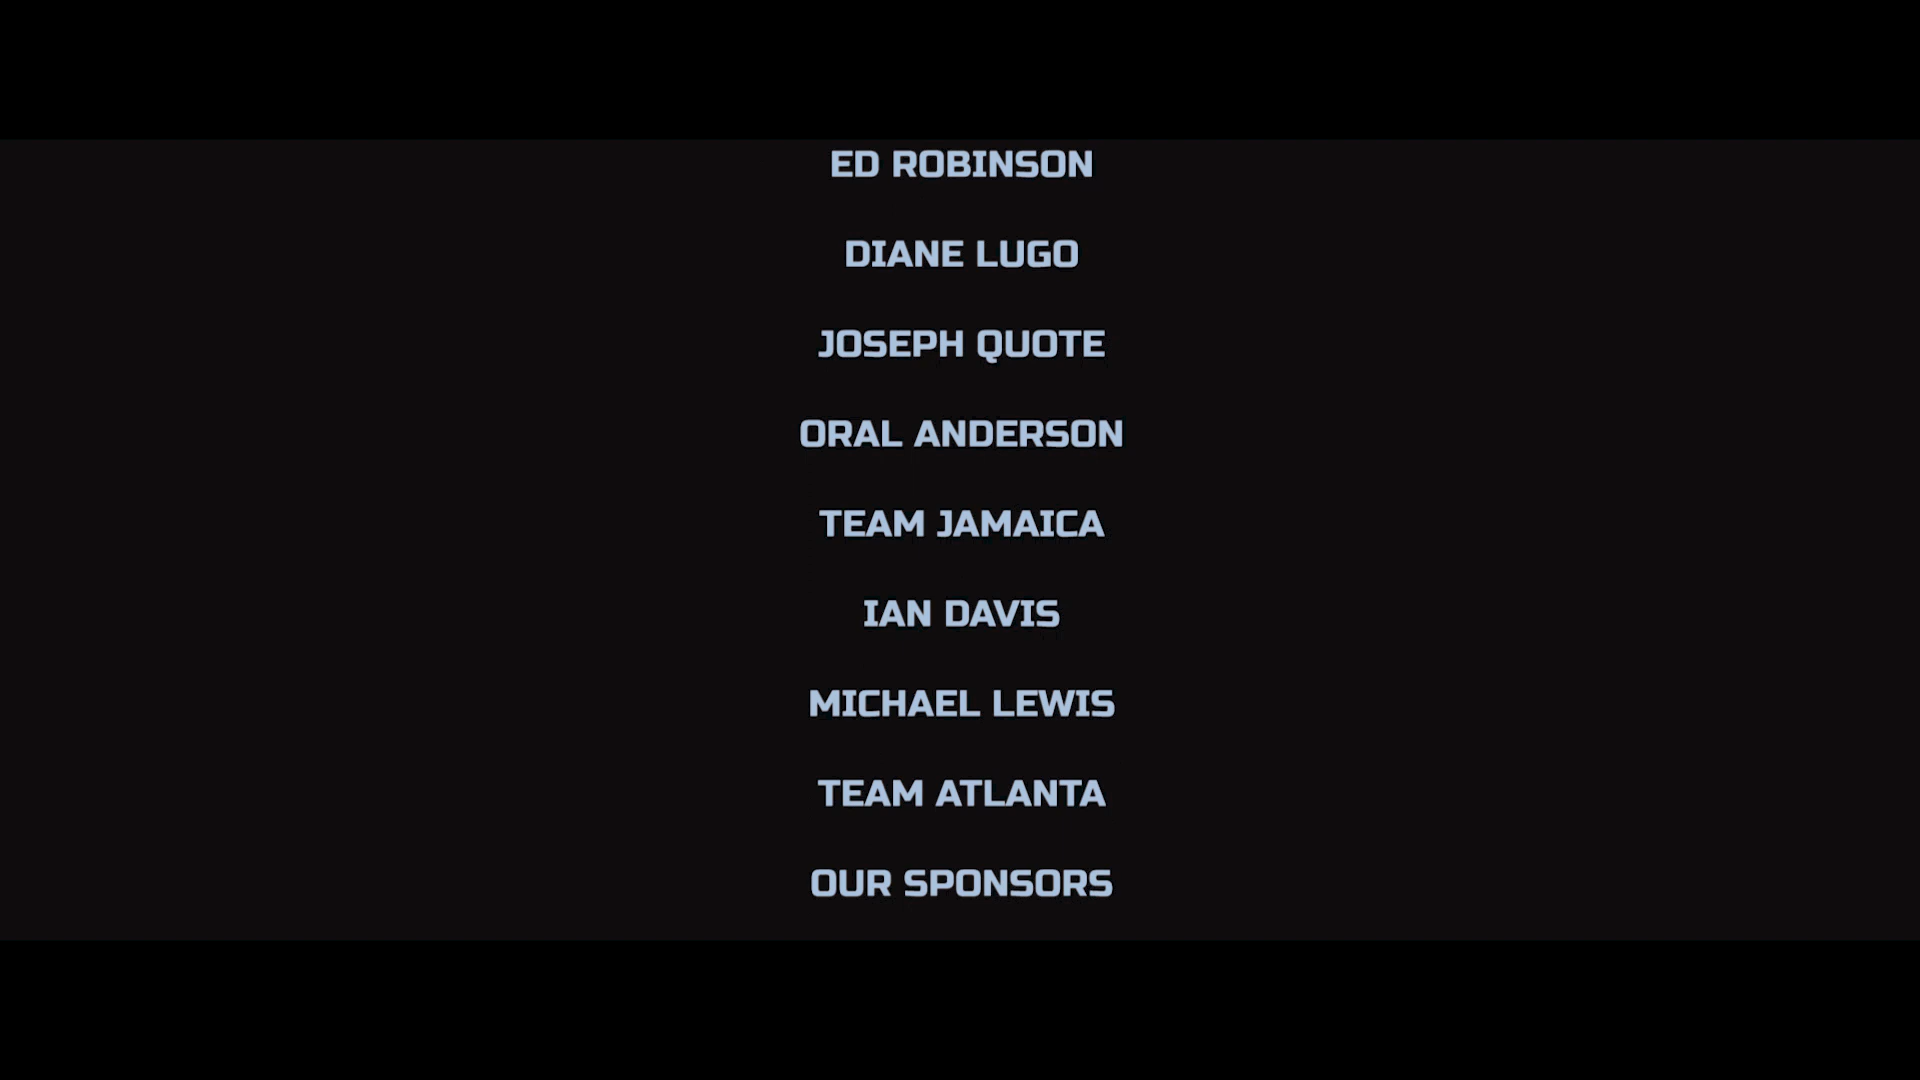 ED ROBINSON
DIANE LUGO
JOSEPH QUOTE
ORAL ANDERSON
TEAM JAMAICA
IAN DAVIS
MICHAEL LEWIS
TEAM ATLANTA
OUR SPONSORS